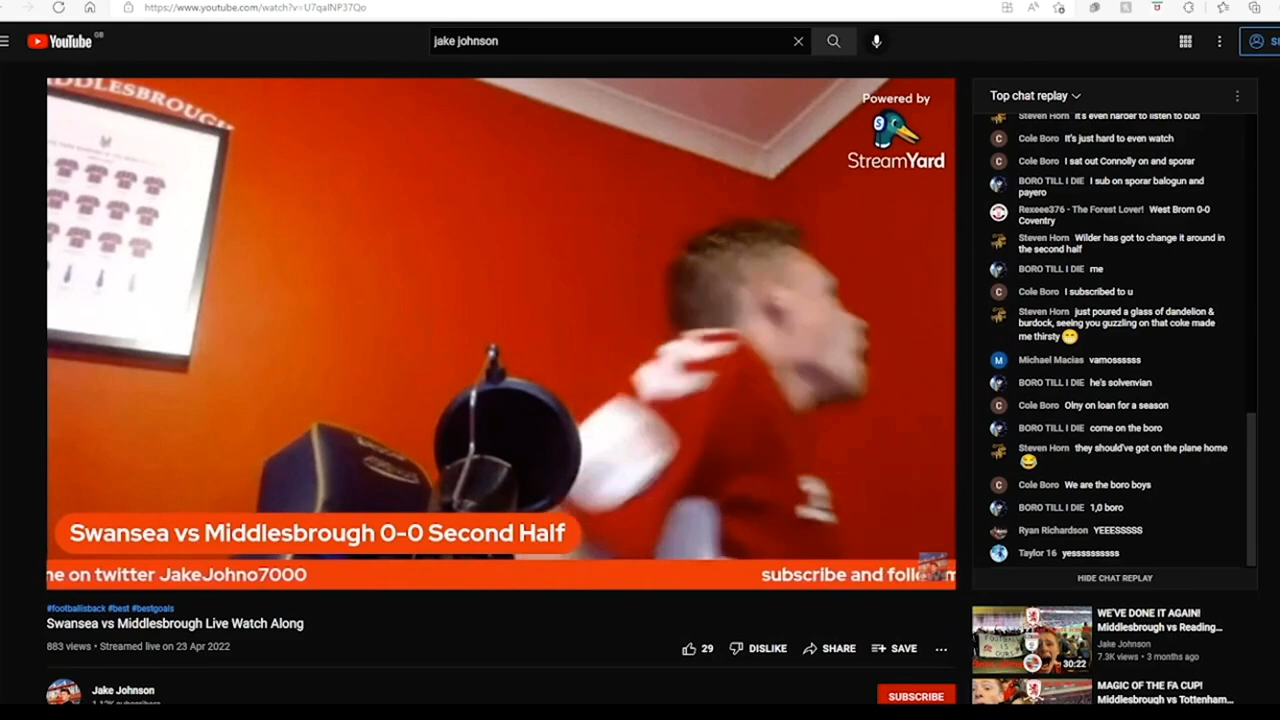 https://www.youtube.com/watch?v=U7qaINP37Qo
YouTube GB
jake johnson
MIDDLESBROUGH
Powered by
StreamYard
Swansea vs Middlesbrough 0-0 Second Half
me on twitter JakeJohno7000
subscribe and follo
#footballisback #best #bestgoals
Swansea vs Middlesbrough Live Watch Along
883 views • Streamed live on 23 Apr 2022
29
DISLIKE
SHARE
SAVE
Jake Johnson
SUBSCRIBE
Top chat replay
Steven Horn It's even harder to listen to bud
Cole Boro It's just hard to even watch
Cole Boro I sat out Connolly on and sporar
BORO TILL I DIE I sub on sporar balogun and
payero
Rexeee376 - The Forest Lover! West Brom 0-0
Coventry
Steven Horn Wilder has got to change it around in
the second half
BORO TILL I DIE me
Cole Boro I subscribed to u
Steven Horn just poured a glass of dandelion &
burdock, seeing you guzzling on that coke made
me thirsty
Michael Macias vamosssss
BORO TILL I DIE he's solvenvian
Cole Boro Olny on loan for a season
BORO TILL I DIE come on the boro
Steven Horn they should've got on the plane home
Cole Boro We are the boro boys
BORO TILL I DIE 1,0 boro
Ryan Richardson YEEESSSSS
Taylor 16 yessssssssss
HIDE CHAT REPLAY
WE'VE DONE IT AGAIN!
Middlesbrough vs Reading...
Jake Johnson
7.3K views • 3 months ago
30:22
MAGIC OF THE FA CUP!
Middlesbrough vs Tottenham...